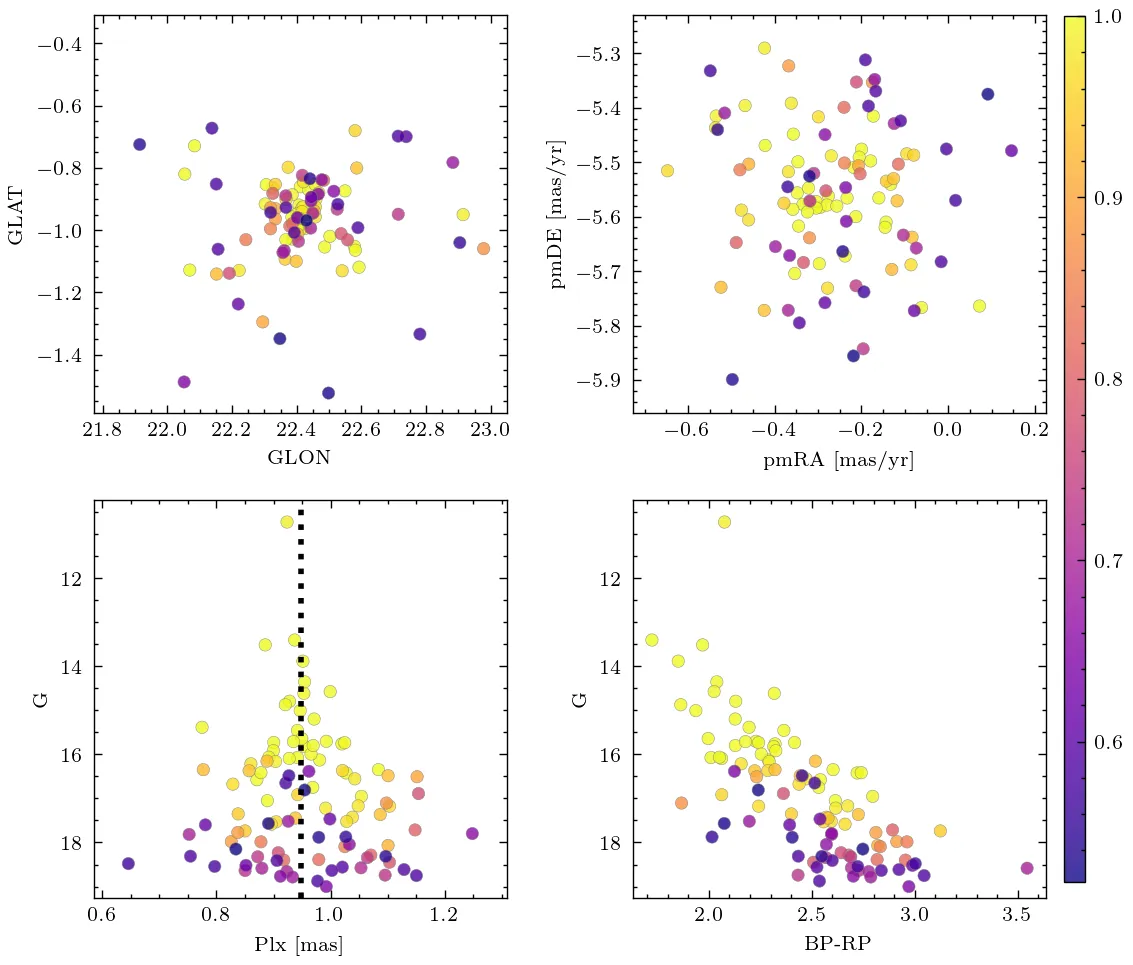 −0.4
−0.6
−0.8
−1.0
−1.2
−1.4
GLAT
21.8 22.0 22.2 22.4 22.6 22.8 23.0
GLON
−5.3
−5.4
−5.5
−5.6
−5.7
−5.8
−5.9
pmDE [mas/yr]
−0.6 −0.4 −0.2 0.0 0.2
pmRA [mas/yr]
1.0
0.9
0.8
0.7
0.6
12
14
16
18
G
0.6 0.8 1.0 1.2
Plx [mas]
12
14
16
18
G
2.0 2.5 3.0 3.5
BP-RP